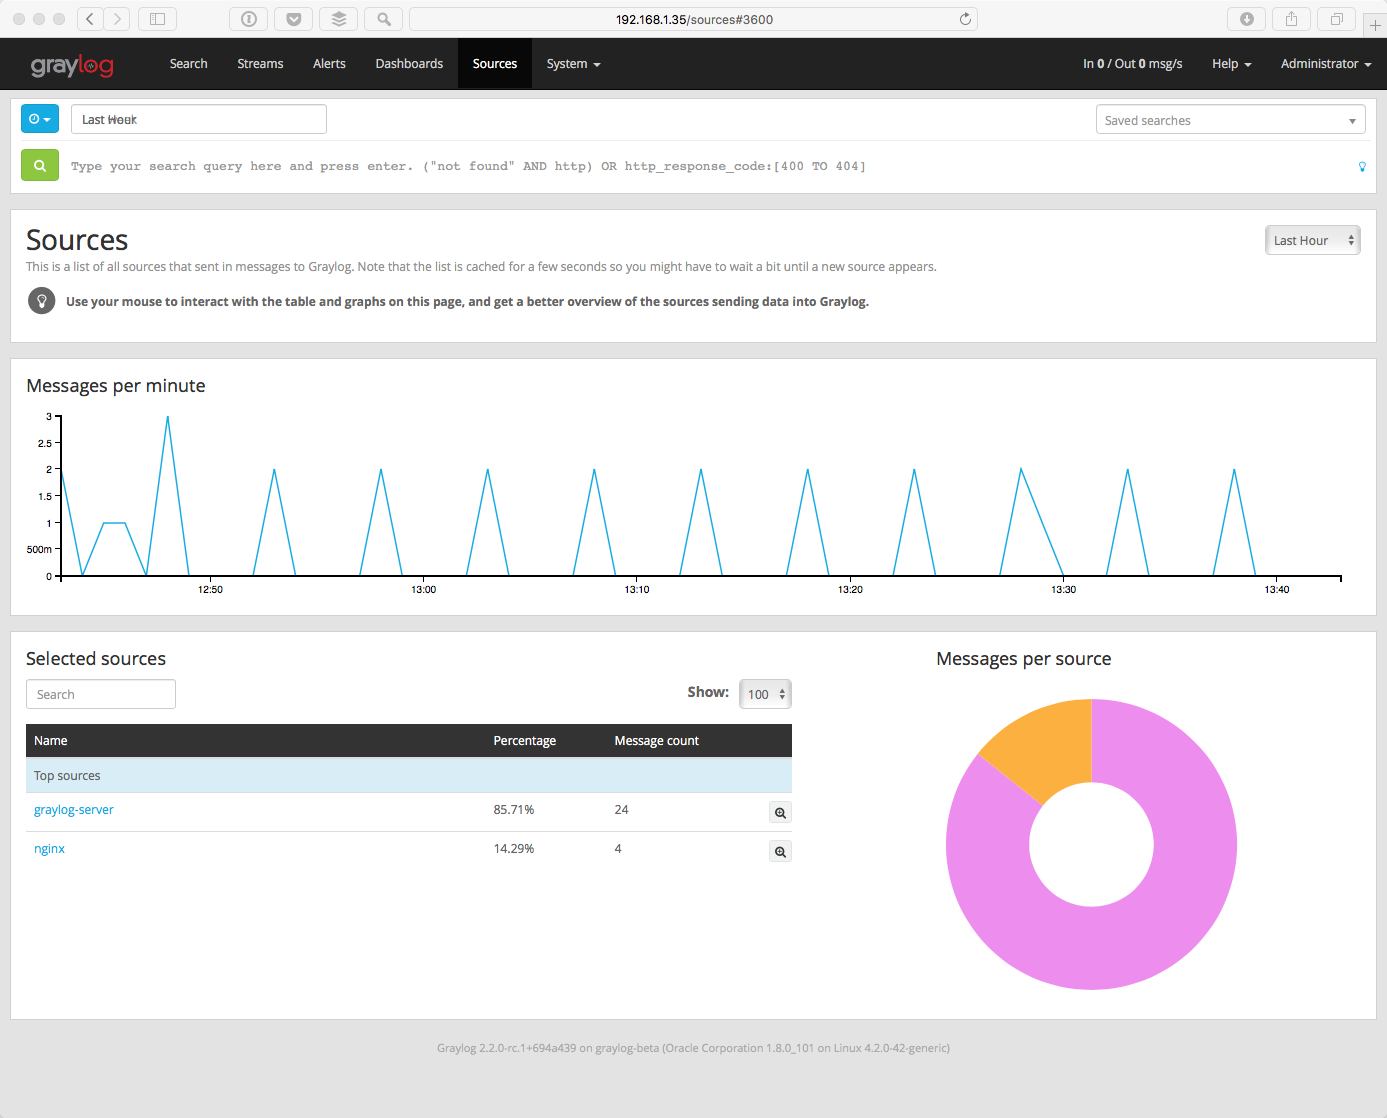 192.168.1.35/sources#3600
graylog Search Streams Alerts Dashboards Sources System In 0 / Out 0 msg/s Help Administrator
Last Saved searches
Type your search query here and press enter. ("not found" AND http) OR http_response_code:[400 TO 404]
Sources
Last Hour
This is a list of all sources that sent in messages to Graylog. Note that the list is cached for a few seconds so you might have to wait a bit until a new source appears.
Use your mouse to interact with the table and graphs on this page, and get a better overview of the sources sending data into Graylog.
Messages per minute
3
2.5
2
1.5
1
500m
0
12:50 13:00 13:10 13:20 13:30 13:40
Selected sources
Search Show: 100
Name Percentage Message count
Top sources
graylog-server 85.71% 24
nginx 14.29% 4
Messages per source
Graylog 2.2.0-rc.1+694a439 on graylog-beta (Oracle Corporation 1.8.0_101 on Linux 4.2.0-42-generic)